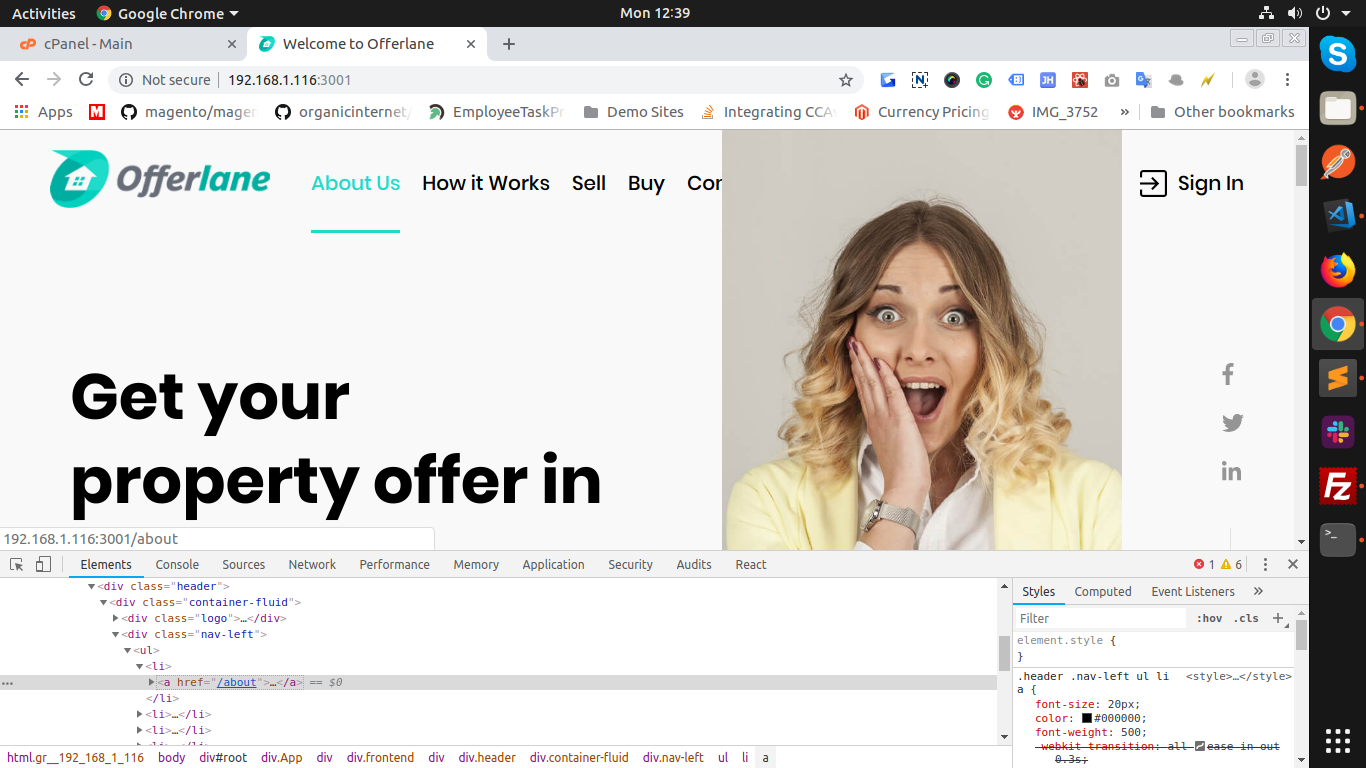 Activities Google Chrome Mon 12:39
cPanel - Main Welcome to Offerlane
Not secure 192.168.1.116:3001
Apps magento/magen organicinternet/ EmployeeTaskPr Demo Sites Integrating CCAv Currency Pricing IMG_3752 » Other bookmarks
Offerlane About Us How it Works Sell Buy Con Sign In
Get your
property offer in
192.168.1.116:3001/about
Elements Console Sources Network Performance Memory Application Security Audits React 1 6
<div class="header">
<div class="container-fluid">
<div class="logo">…</div>
<div class="nav-left">
<ul>
<li>
<a href="/about">…</a> == $0
</li>
<li>…</li>
<li>…</li>
html.gr__192_168_1_116 body div#root div.App div div.frontend div div.header div.container-fluid div.nav-left ul li a
Styles Computed Event Listeners »
Filter :hov .cls +
element.style {
}
.header .nav-left ul li <style>…</style>
a {
font-size: 20px;
color: #000000;
font-weight: 500;
-webkit-transition: all ease in out
0.3s;